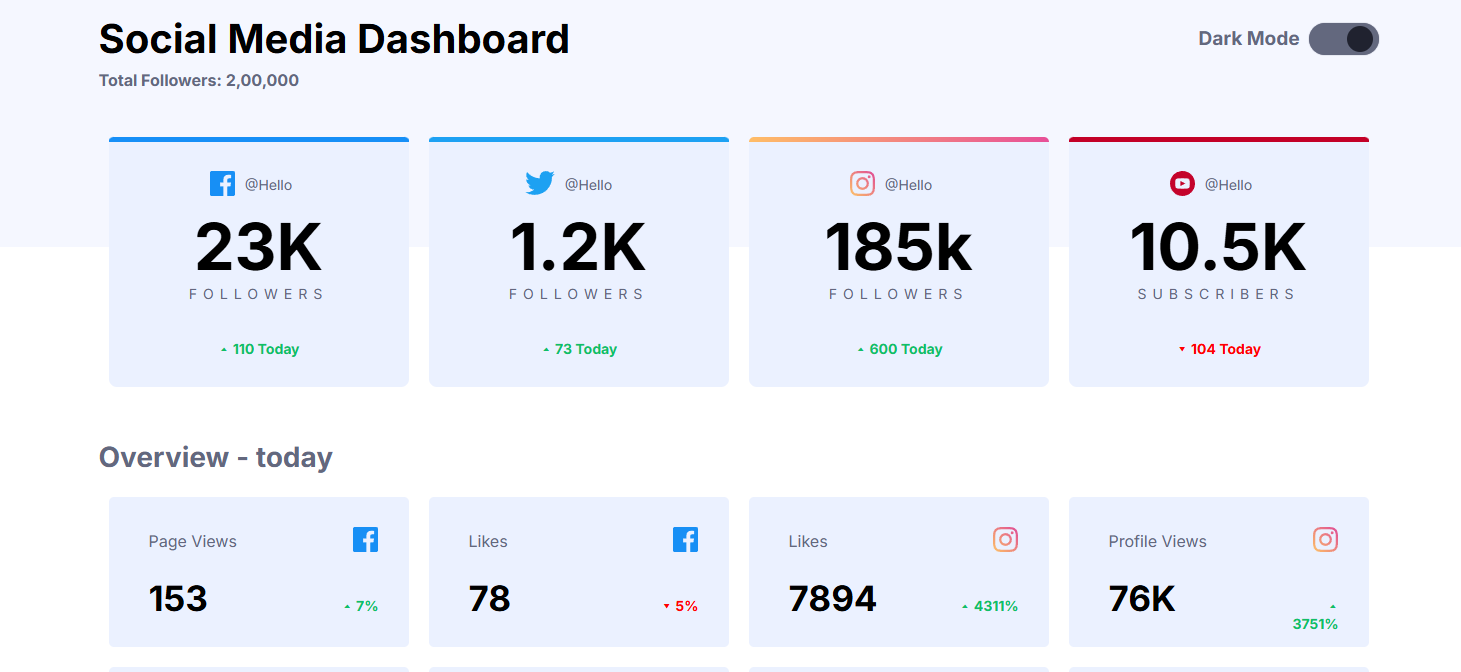 Social Media Dashboard
Dark Mode
Total Followers: 2,00,000
@Hello
23K
FOLLOWERS
110 Today
@Hello
1.2K
FOLLOWERS
73 Today
@Hello
185k
FOLLOWERS
600 Today
@Hello
10.5K
SUBSCRIBERS
104 Today
Overview - today
Page Views
153
7%
Likes
78
5%
Likes
7894
4311%
Profile Views
76K
3751%